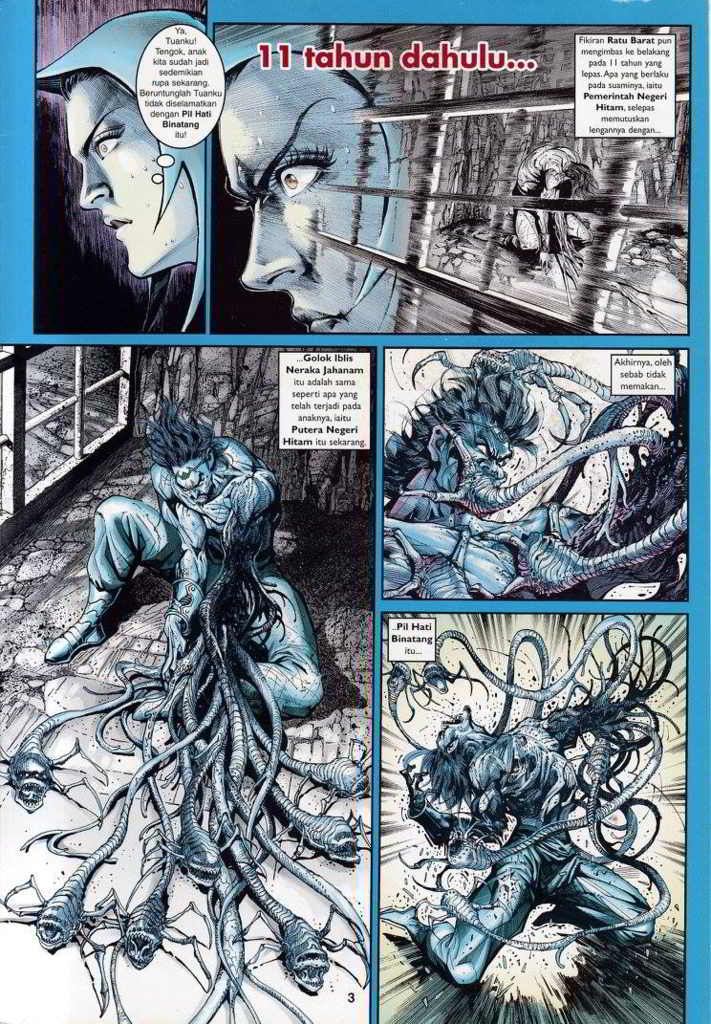 Ya,
Tuanku!
Tengok, anak
kita sudah jadi
sedemikian
rupa sekarang.
Beruntunglah Tuanku
tidak diselamatkan
dengan Pil Hati
Binatang
itu!
11 tahun dahulu...
Fikiran Ratu Barat pun
mengimbas ke belakang
pada 11 tahun yang
lepas. Apa yang berlaku
pada suaminya, iaitu
Pemerintah Negeri
Hitam, selepas
memutuskan
lengannya dengan...
...Golok Iblis
Neraka Jahanam
itu adalah sama
seperti apa yang
telah terjadi pada
anaknya, iaitu
Putera Negeri
Hitam itu sekarang.
Akhirnya, oleh
sebab tidak
memakan...
..Pil Hati
Binatang
itu...
3